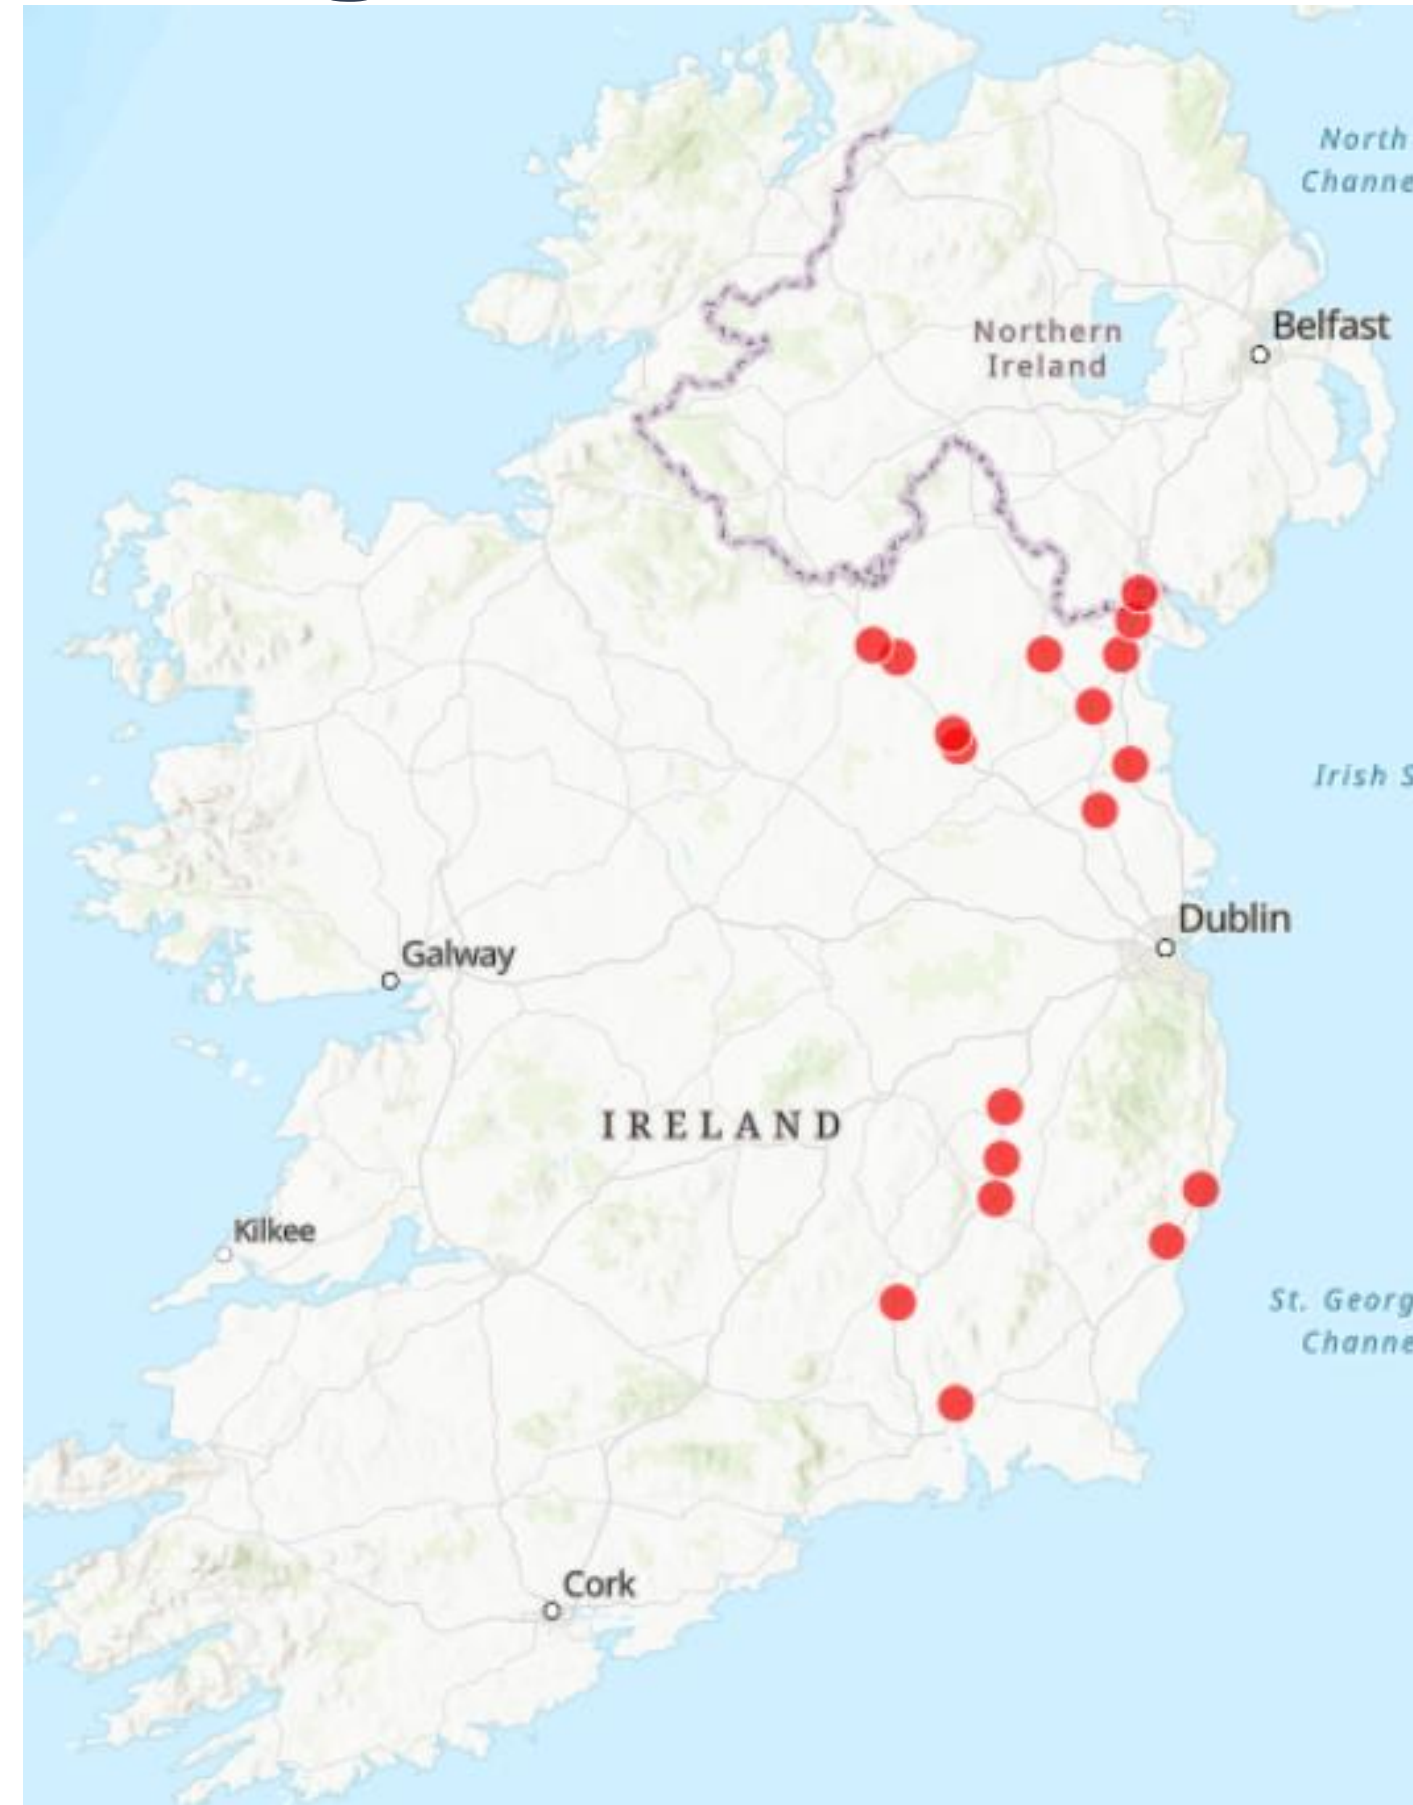 North
Channe
Northern
Ireland
Belfast
Irish S
Dublin
Galway
IRELAND
Kilkee
St. Georg
Channe
Cork